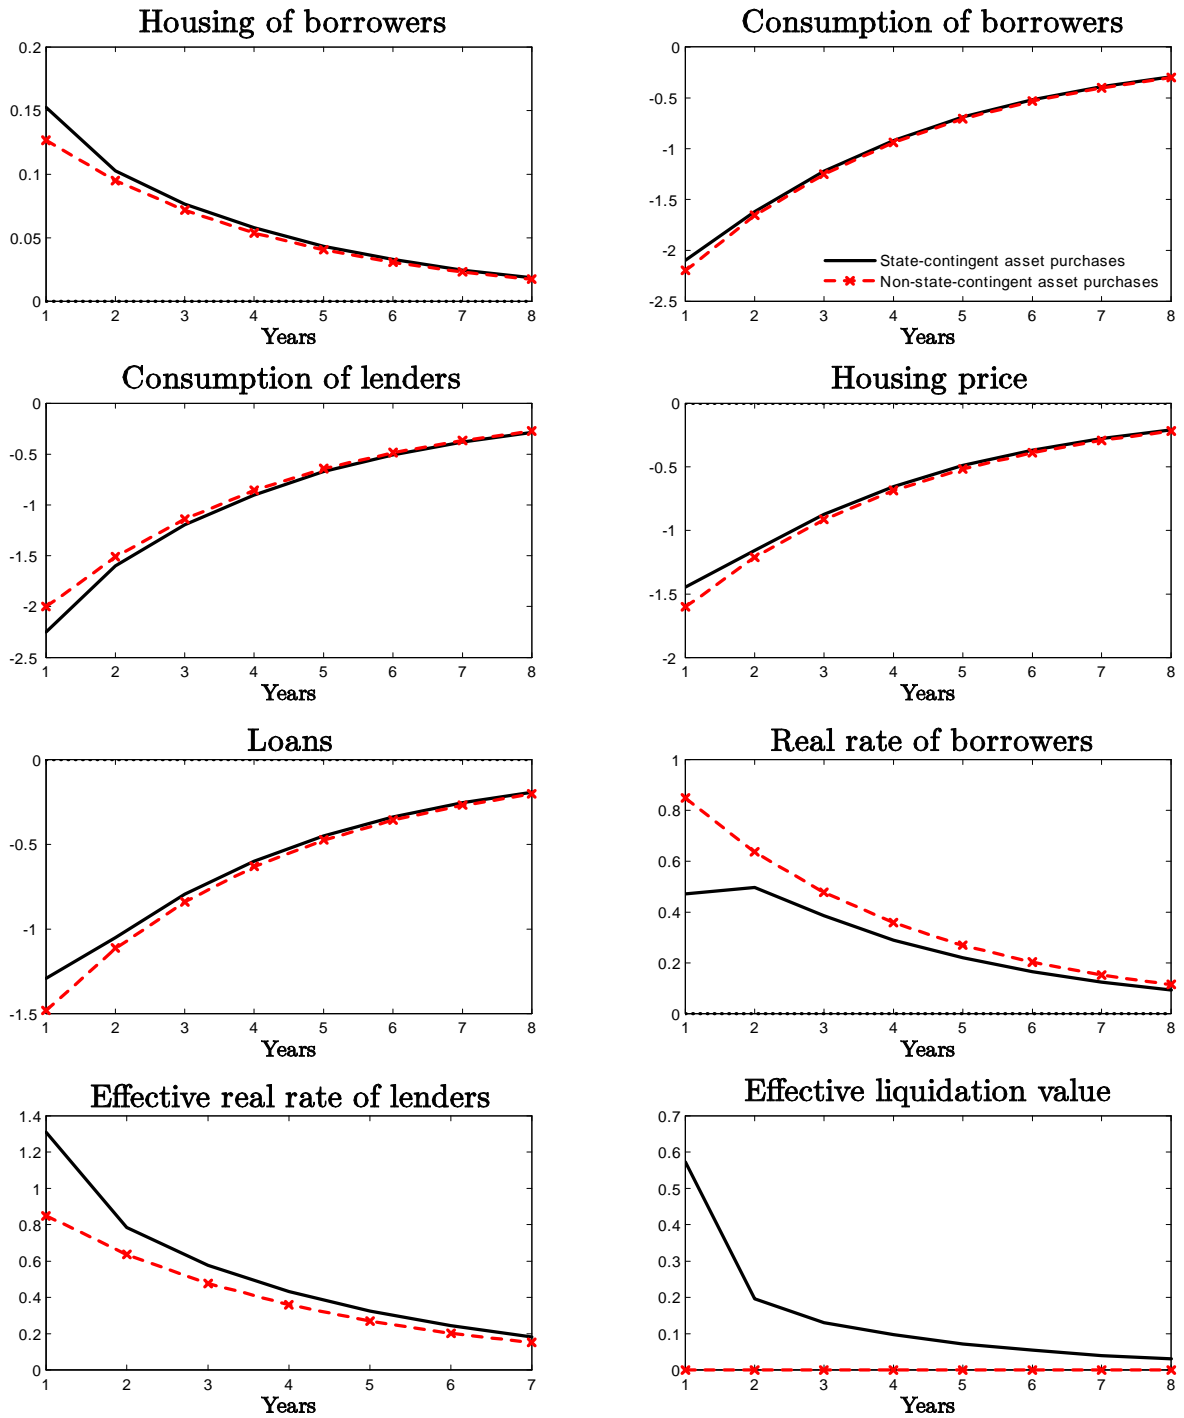 Housing of borrowers
0.2
0.15
0.1
0.05
0
1 2 3 4 5 6 7 8
Years
Consumption of borrowers
0
-0.5
-1
-1.5
-2
-2.5
State-contingent asset purchases
Non-state-contingent asset purchases
1 2 3 4 5 6 7 8
Years
Consumption of lenders
0
-0.5
-1
-1.5
-2
-2.5
1 2 3 4 5 6 7 8
Years
Housing price
0
-0.5
-1
-1.5
-2
1 2 3 4 5 6 7 8
Years
Loans
0
-0.5
-1
-1.5
1 2 3 4 5 6 7 8
Years
Real rate of borrowers
1
0.8
0.6
0.4
0.2
0
1 2 3 4 5 6 7 8
Years
Effective real rate of lenders
1.4
1.2
1
0.8
0.6
0.4
0.2
0
1 2 3 4 5 6 7
Years
Effective liquidation value
0.7
0.6
0.5
0.4
0.3
0.2
0.1
0
1 2 3 4 5 6 7 8
Years